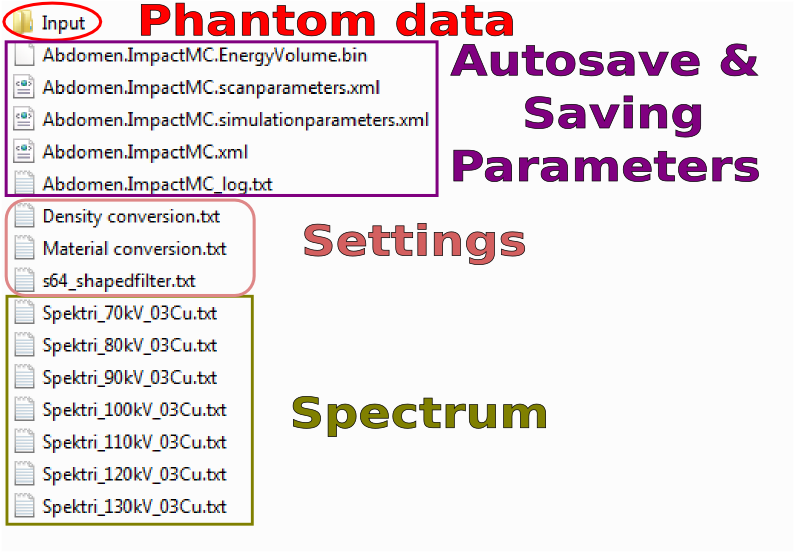 Input Phantom data
Abdomen.ImpactMC.EnergyVolume.bin
Abdomen.ImpactMC.scanparameters.xml
Abdomen.ImpactMC.simulationparameters.xml
Abdomen.ImpactMC.xml
Abdomen.ImpactMC_log.txt
Autosave &
Saving
Parameters
Density conversion.txt
Material conversion.txt
s64_shapedfilter.txt
Settings
Spektri_70kV_03Cu.txt
Spektri_80kV_03Cu.txt
Spektri_90kV_03Cu.txt
Spektri_100kV_03Cu.txt
Spektri_110kV_03Cu.txt
Spektri_120kV_03Cu.txt
Spektri_130kV_03Cu.txt
Spectrum